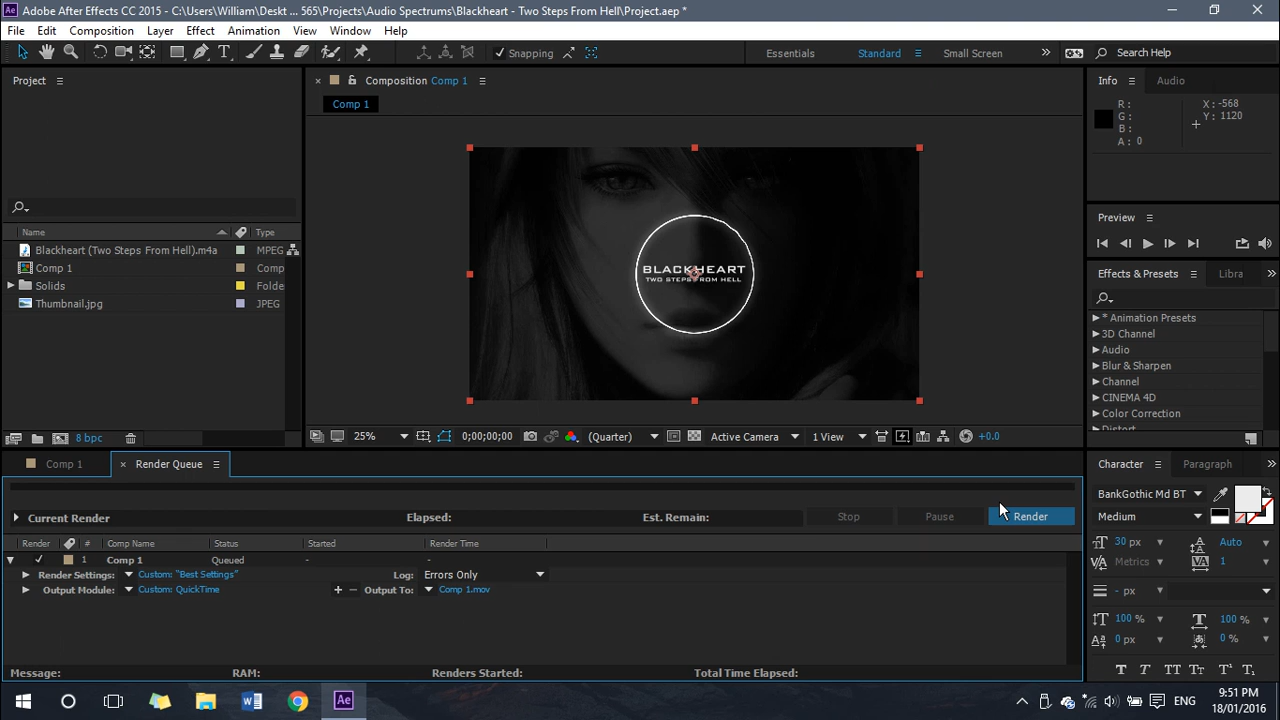 Adobe After Effects CC 2015 - C:\Users\William\Deskt ... 565\Projects\Audio Spectrums\Blackheart - Two Steps From Hell\Project.aep *
File Edit Composition Layer Effect Animation View Window Help
Snapping Essentials Standard Small Screen Search Help
Project
Composition Comp 1
Info Audio
Comp 1
R: X: -568
G: Y: 1120
B:
A: 0
Name Type
Blackheart (Two Steps From Hell).m4a MPEG
Comp 1 Comp
Solids Folde
Thumbnail.jpg JPEG
BLACKHEART
TWO STEPS FROM HELL
Preview
Effects & Presets Libra
* Animation Presets
3D Channel
Audio
Blur & Sharpen
Channel
CINEMA 4D
Color Correction
Distort
8 bpc
25% 0;00;00;00 (Quarter) Active Camera 1 View +0.0
Comp 1 Render Queue
Current Render Elapsed: Est. Remain: Stop Pause Render
Render # Comp Name Status Started Render Time
1 Comp 1 Queued - -
Render Settings: Custom: "Best Settings" Log: Errors Only
Output Module: Custom: QuickTime Output To: Comp 1.mov
Message: RAM: Renders Started: Total Time Elapsed:
Character Paragraph
BankGothic Md BT
Medium
30 px Auto
Metrics 1
- px
100 % 100 %
0 px 0 %
T T TT Tт T¹ T₁
ENG 9:51 PM
18/01/2016